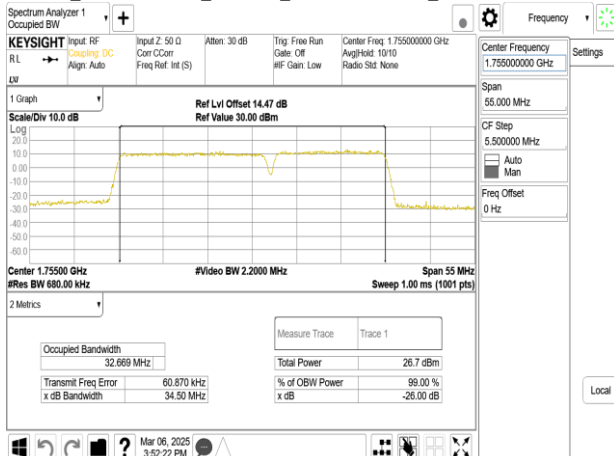 Spectrum Analyzer 1
Occupied BW
+
Frequency
KEYSIGHT
RL
LXI
Input: RF
Coupling: DC
Align: Auto
Input Z: 50 Ω
Corr CCorr
Freq Ref: Int (S)
Atten: 30 dB
Trig: Free Run
Gate: Off
#IF Gain: Low
Center Freq: 1.755000000 GHz
Avg|Hold: 10/10
Radio Std: None
Center Frequency
1.755000000 GHz
Settings
Span
55.000 MHz
CF Step
5.500000 MHz
Auto
Man
Freq Offset
0 Hz
Local
1 Graph
Scale/Div 10.0 dB
Ref Lvl Offset 14.47 dB
Ref Value 30.00 dBm
Log
20.0
10.0
0.00
-10.0
-20.0
-30.0
-40.0
-50.0
-60.0
Center 1.75500 GHz
#Res BW 680.00 kHz
#Video BW 2.2000 MHz
Span 55 MHz
Sweep 1.00 ms (1001 pts)
2 Metrics
Measure Trace Trace 1
Occupied Bandwidth
32.669 MHz
Total Power 26.7 dBm
Transmit Freq Error 60.870 kHz
% of OBW Power 99.00 %
x dB Bandwidth 34.50 MHz
x dB -26.00 dB
?
Mar 06, 2025
3:52:22 PM